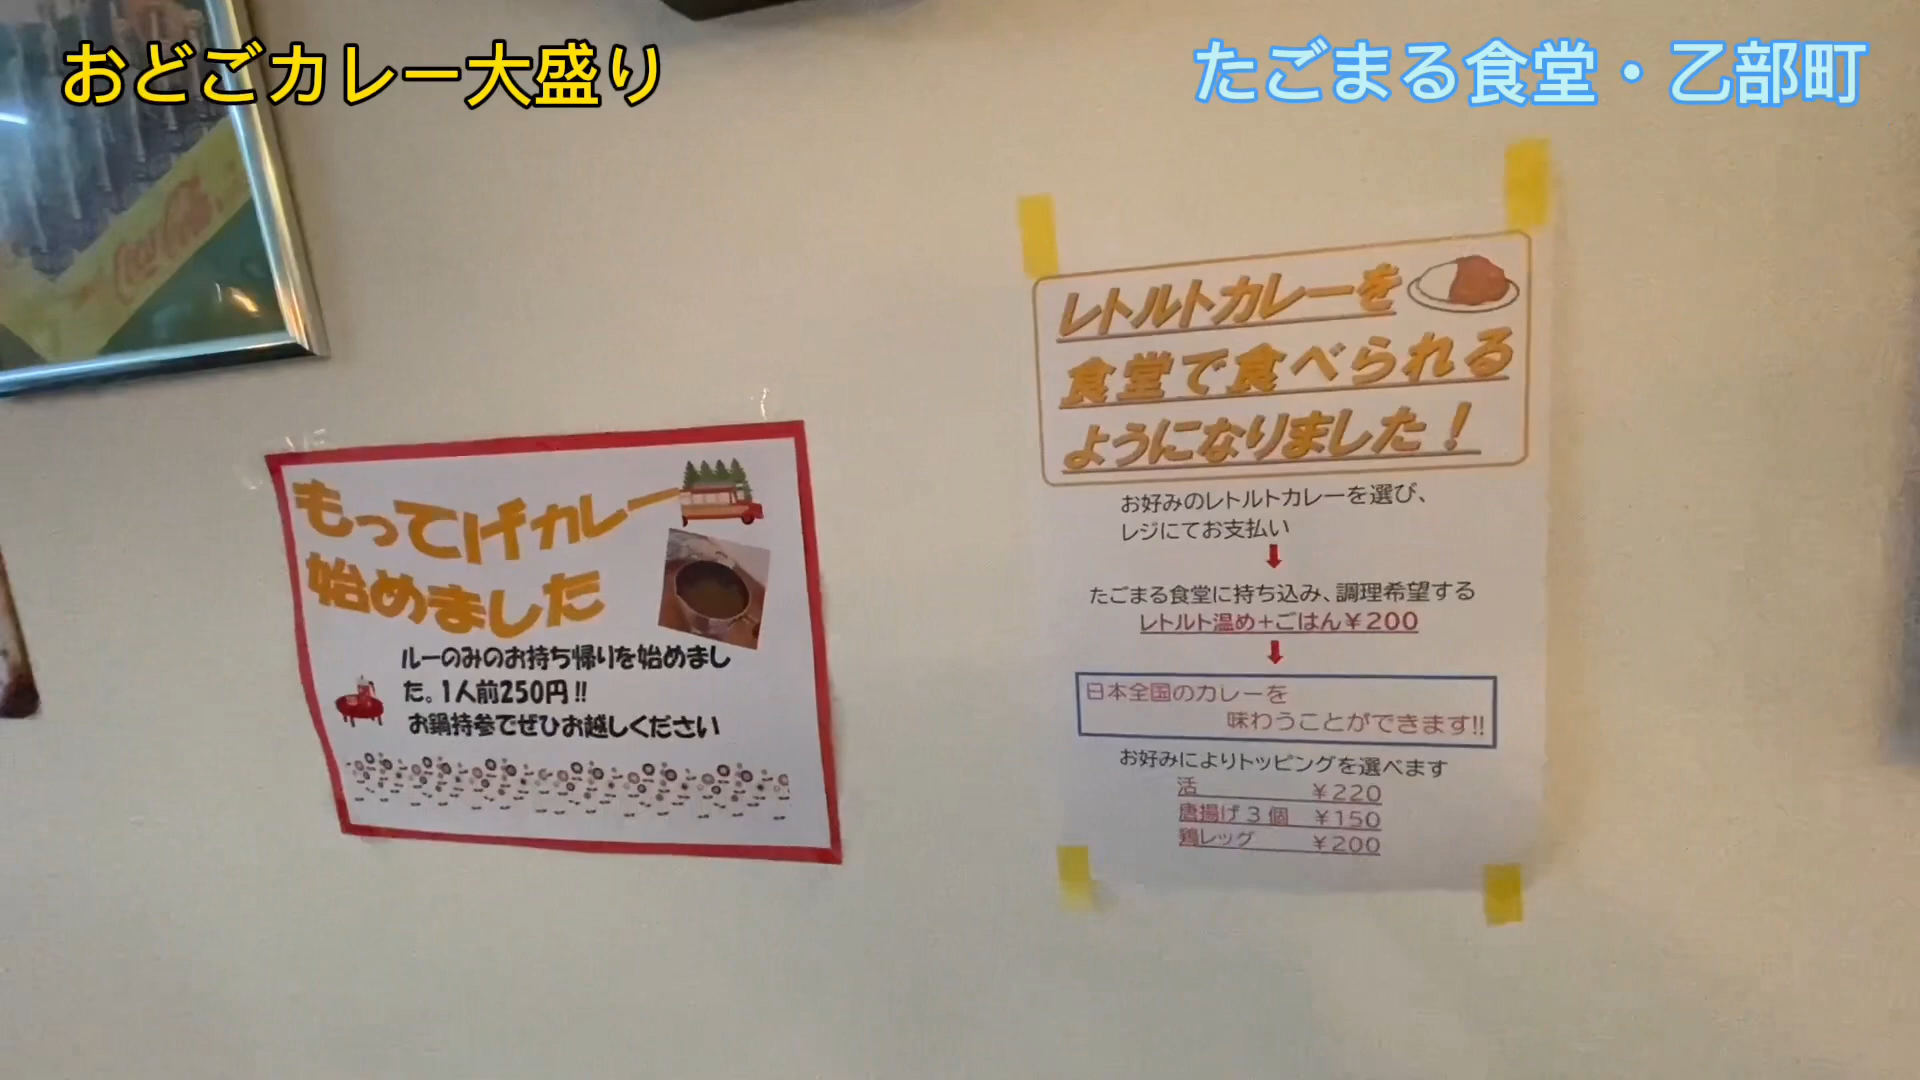 おどごカレー大盛り
たごまる食堂・乙部町
Coca-Cola
もってげカレー
始めました
ルーのみのお持ち帰りを始めまし
た。1人前250円!!
お鍋持参でぜひお越しください
レトルトカレーを
食堂で食べられる
ようになりました!
お好みのレトルトカレーを選び、
レジにてお支払い
たごまる食堂に持ち込み、調理希望する
レトルト温め+ごはん¥200
日本全国のカレーを
味わうことができます!!
お好みによりトッピングを選べます
活 ¥220
唐揚げ3個 ¥150
鶏レッグ ¥200